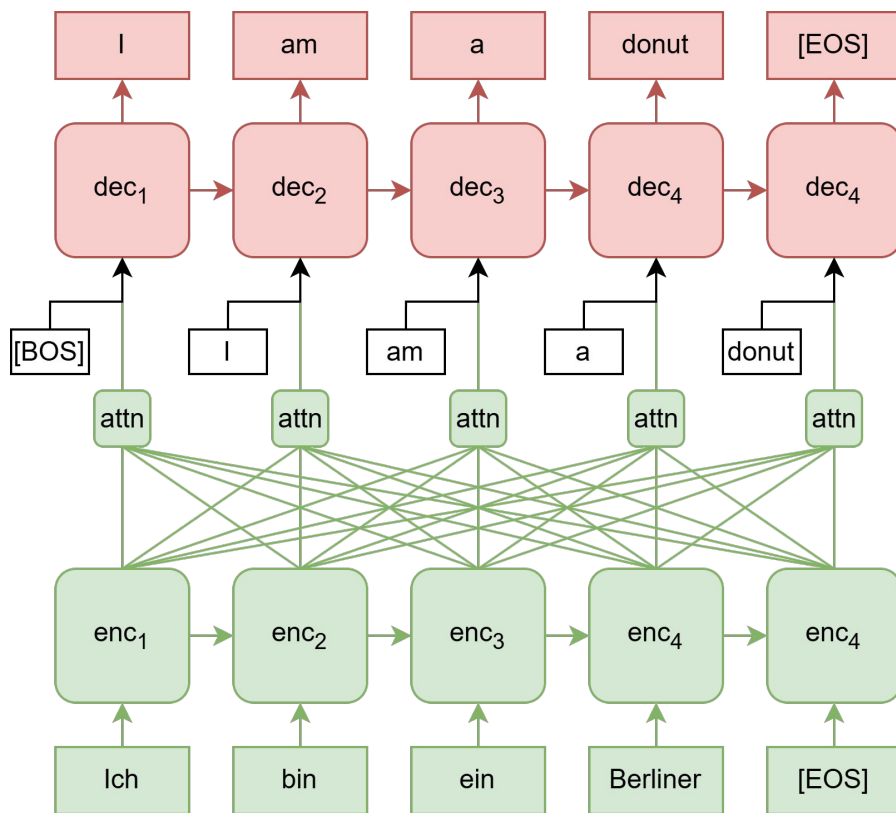 I am a donut [EOS]
dec₁ dec₂ dec₃ dec₄ dec₄
[BOS] I am a donut
attn attn attn attn attn
enc₁ enc₂ enc₃ enc₄ enc₄
Ich bin ein Berliner [EOS]